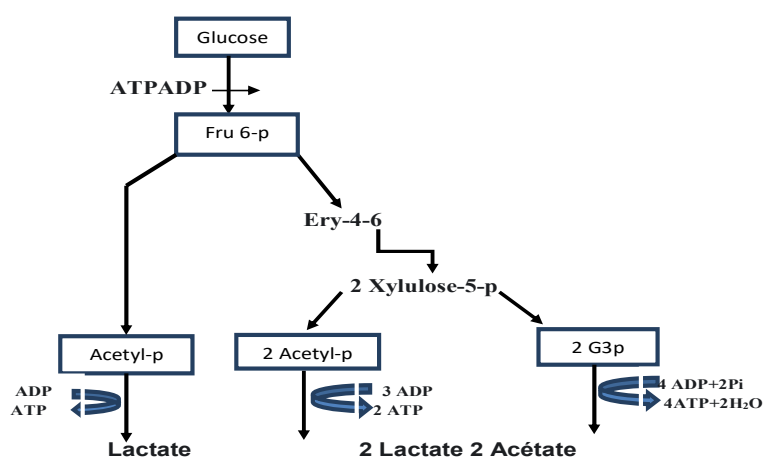 Glucose
ATPADP
Fru 6-p
Ery-4-6
2 Xylulose-5-p
Acetyl-p
2 Acetyl-p
2 G3p
ADP
ATP
3 ADP
2 ATP
4 ADP+2Pi
4ATP+2H₂O
Lactate
2 Lactate 2 Acétate